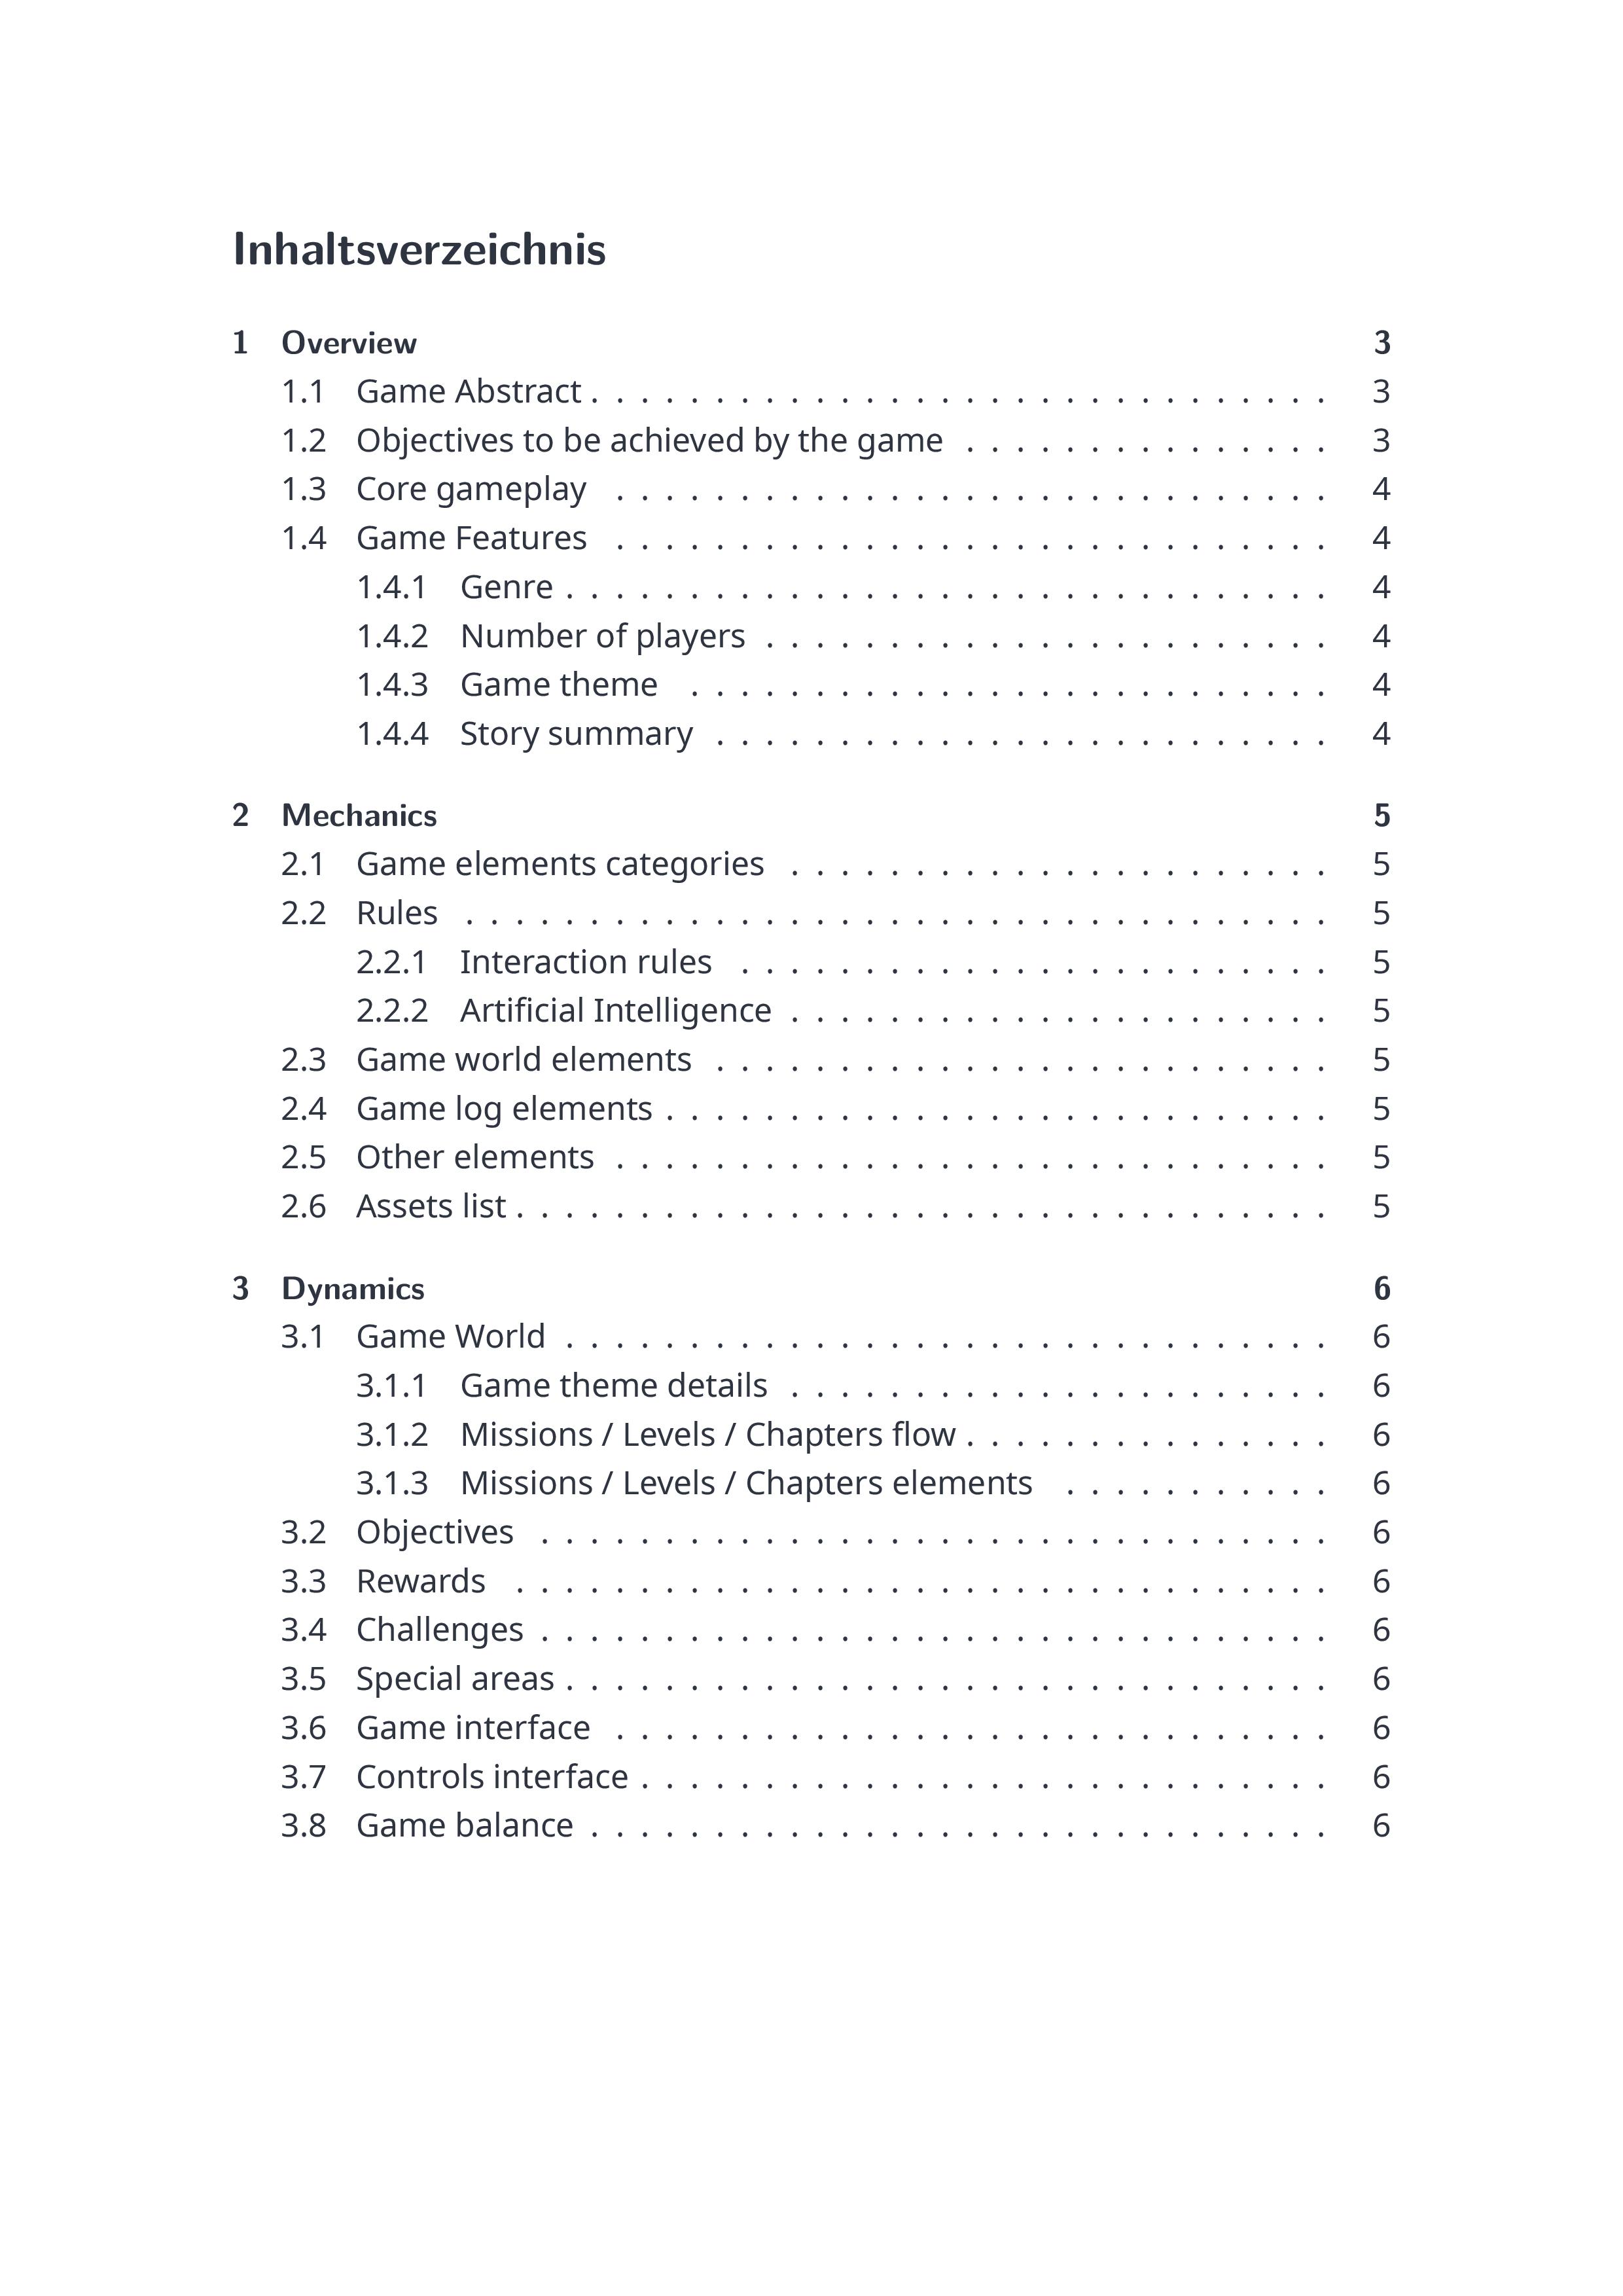 Inhaltsverzeichnis
1 Overview 3
1.1 Game Abstract . . . . . . . . . . . . . . . . . . . . . . . . . . . . . . 3
1.2 Objectives to be achieved by the game . . . . . . . . . . . . . . . 3
1.3 Core gameplay . . . . . . . . . . . . . . . . . . . . . . . . . . . . . 4
1.4 Game Features . . . . . . . . . . . . . . . . . . . . . . . . . . . . . 4
1.4.1 Genre . . . . . . . . . . . . . . . . . . . . . . . . . . . . . . . 4
1.4.2 Number of players . . . . . . . . . . . . . . . . . . . . . . . 4
1.4.3 Game theme . . . . . . . . . . . . . . . . . . . . . . . . . . 4
1.4.4 Story summary . . . . . . . . . . . . . . . . . . . . . . . . . 4
2 Mechanics 5
2.1 Game elements categories . . . . . . . . . . . . . . . . . . . . . . 5
2.2 Rules . . . . . . . . . . . . . . . . . . . . . . . . . . . . . . . . . . . 5
2.2.1 Interaction rules . . . . . . . . . . . . . . . . . . . . . . . . 5
2.2.2 Artificial Intelligence . . . . . . . . . . . . . . . . . . . . . . 5
2.3 Game world elements . . . . . . . . . . . . . . . . . . . . . . . . . 5
2.4 Game log elements . . . . . . . . . . . . . . . . . . . . . . . . . . . 5
2.5 Other elements . . . . . . . . . . . . . . . . . . . . . . . . . . . . . 5
2.6 Assets list . . . . . . . . . . . . . . . . . . . . . . . . . . . . . . . . . 5
3 Dynamics 6
3.1 Game World . . . . . . . . . . . . . . . . . . . . . . . . . . . . . . . 6
3.1.1 Game theme details . . . . . . . . . . . . . . . . . . . . . . 6
3.1.2 Missions / Levels / Chapters flow . . . . . . . . . . . . . . . 6
3.1.3 Missions / Levels / Chapters elements . . . . . . . . . . . 6
3.2 Objectives . . . . . . . . . . . . . . . . . . . . . . . . . . . . . . . . 6
3.3 Rewards . . . . . . . . . . . . . . . . . . . . . . . . . . . . . . . . . 6
3.4 Challenges . . . . . . . . . . . . . . . . . . . . . . . . . . . . . . . . 6
3.5 Special areas . . . . . . . . . . . . . . . . . . . . . . . . . . . . . . . 6
3.6 Game interface . . . . . . . . . . . . . . . . . . . . . . . . . . . . . 6
3.7 Controls interface . . . . . . . . . . . . . . . . . . . . . . . . . . . . 6
3.8 Game balance . . . . . . . . . . . . . . . . . . . . . . . . . . . . . . 6